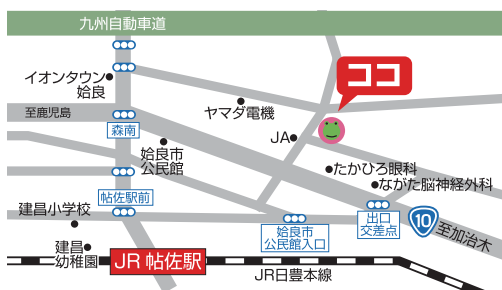 九州自動車道
イオンタウン
姶良
ココ
至鹿児島
ヤマダ電機
森南
JA
姶良市
公民館
たかひろ眼科
ながた脳神経外科
帖佐駅前
建昌小学校
出口
交差点
10
至加治木
姶良市
公民館入口
建昌
幼稚園
JR 帖佐駅
JR日豊本線